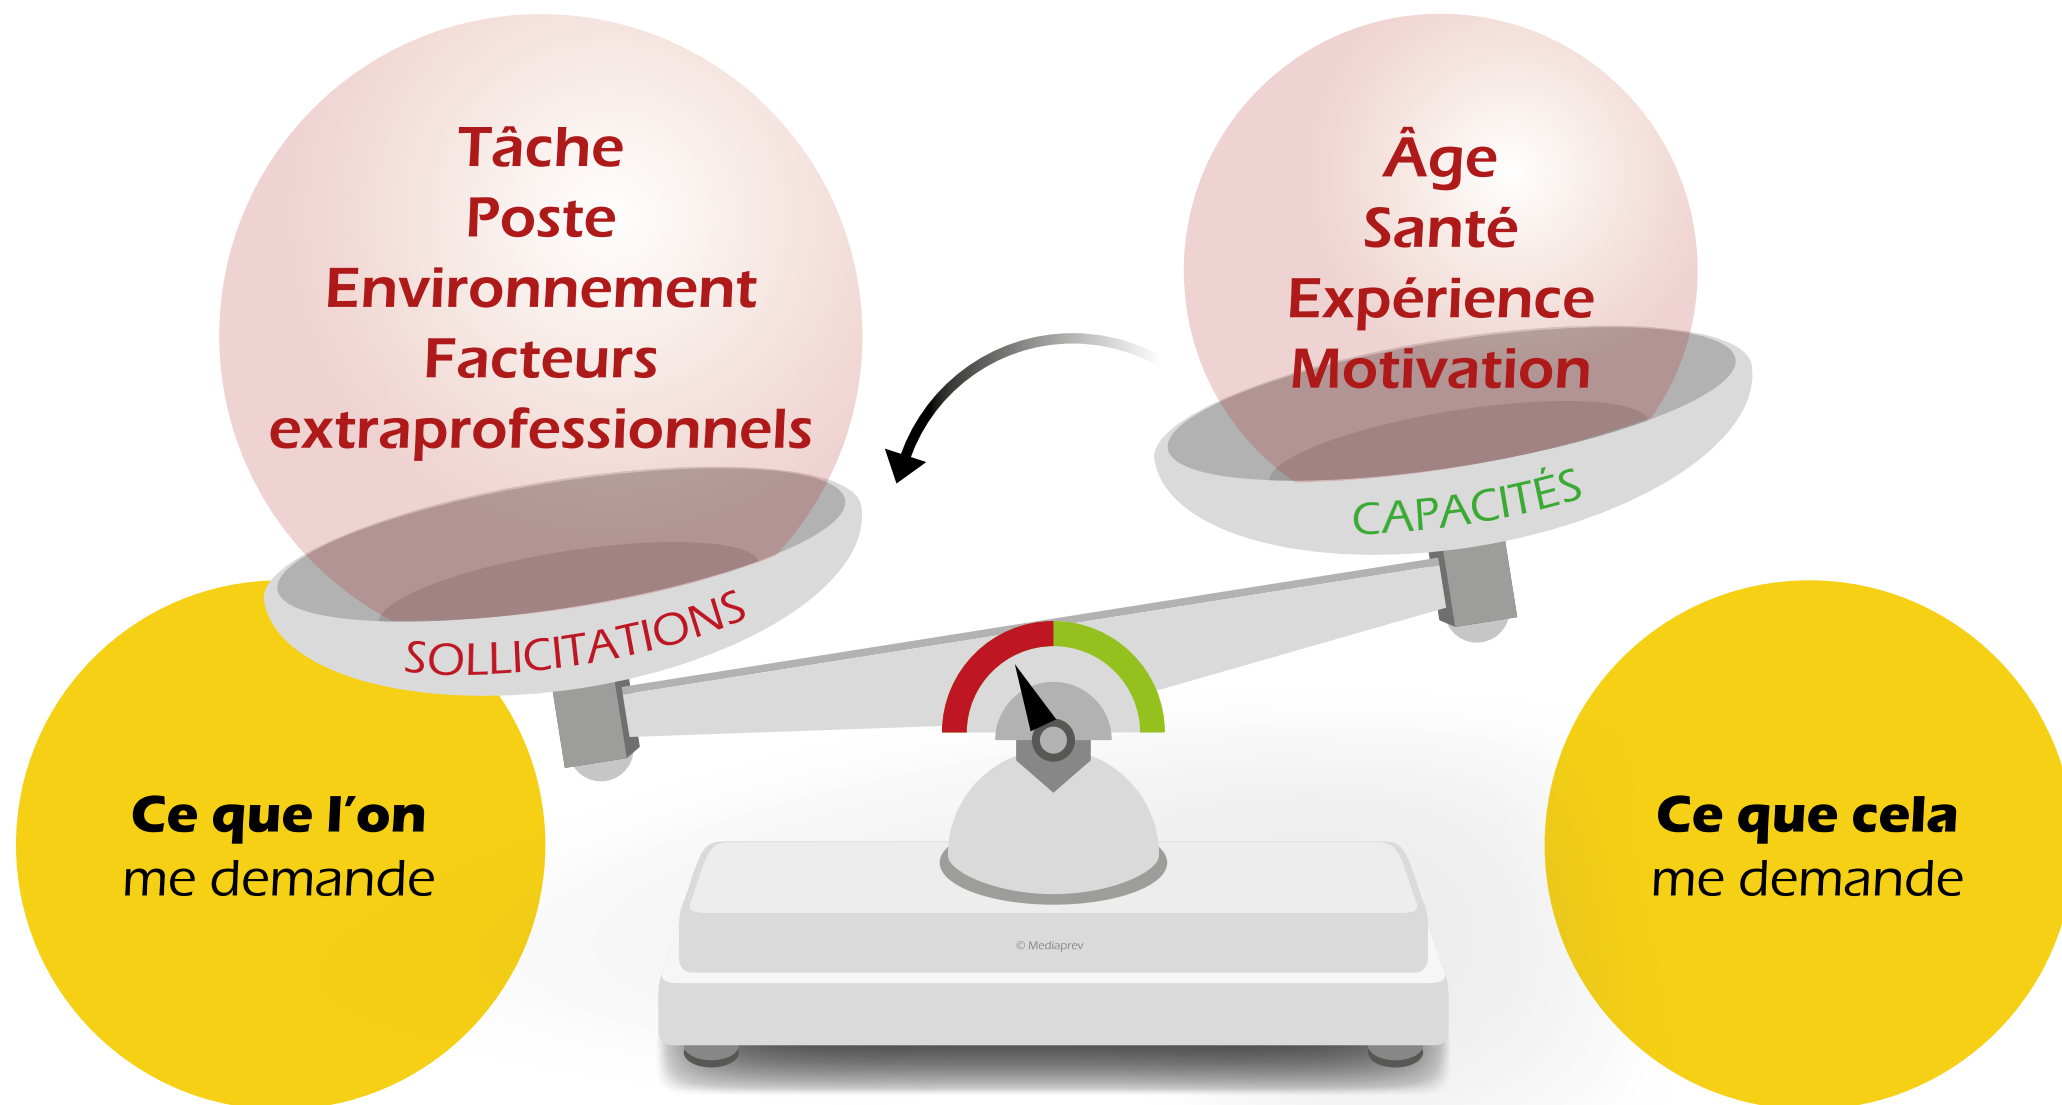 Tâche
Poste
Environnement
Facteurs
extraprofessionnels
SOLLICITATIONS
Âge
Santé
Expérience
Motivation
CAPACITÉS
Ce que l’on
me demande
Ce que cela
me demande
© Mediaprev